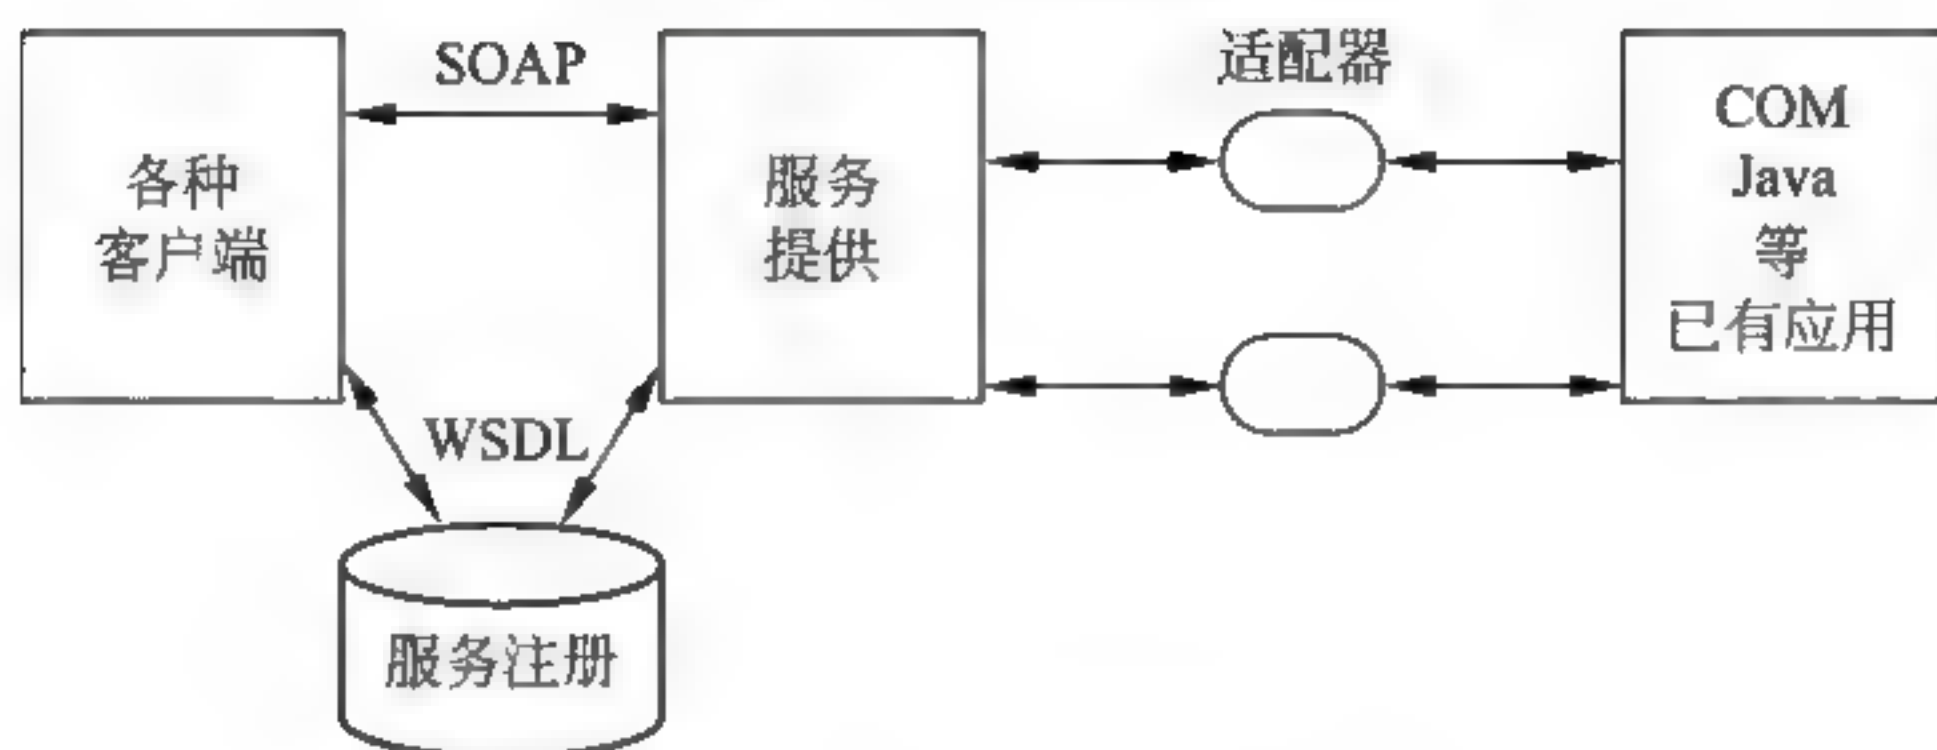 SOAP
适配器
各种
客户端
服务
提供
COM
Java
等
已有应用
WSDL
服务注册